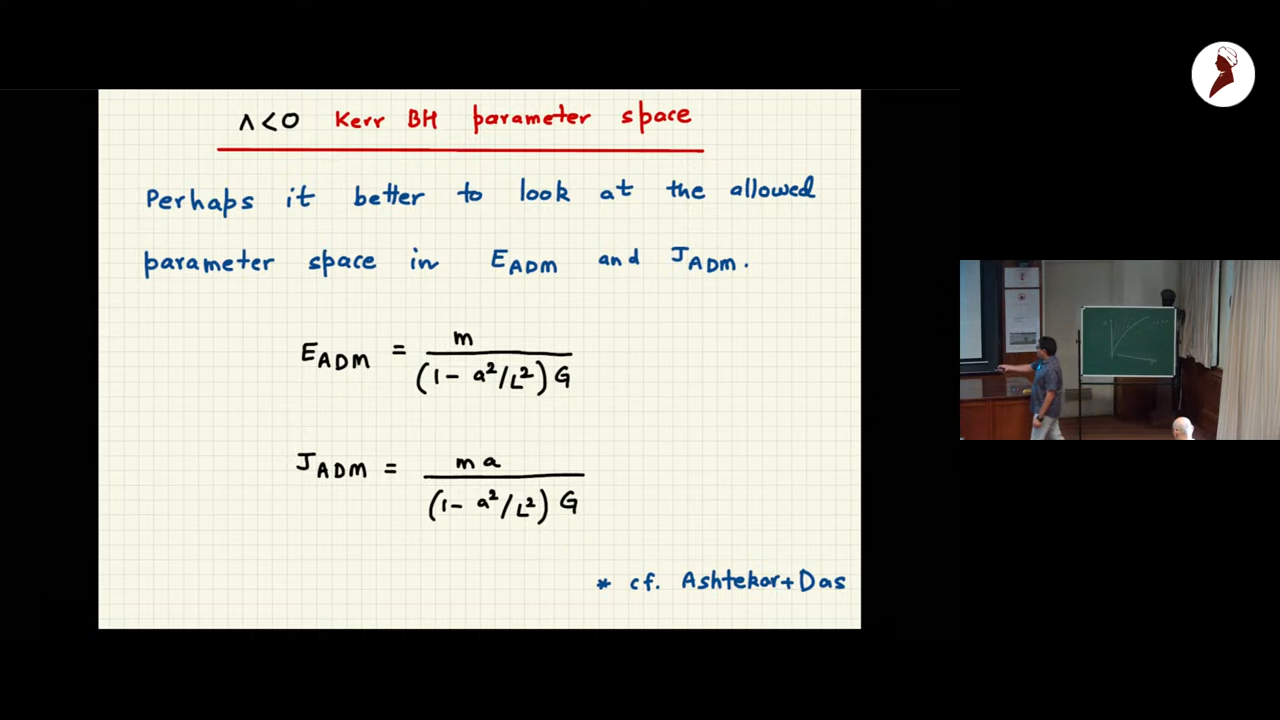 Λ<0 Kerr BH parameter space
Perhaps it better to look at the allowed
parameter space in E_ADM and J_ADM.
E_ADM = m / (1 - a²/L²) G
J_ADM = m a / (1 - a²/L²) G
* cf. Ashtekar+Das